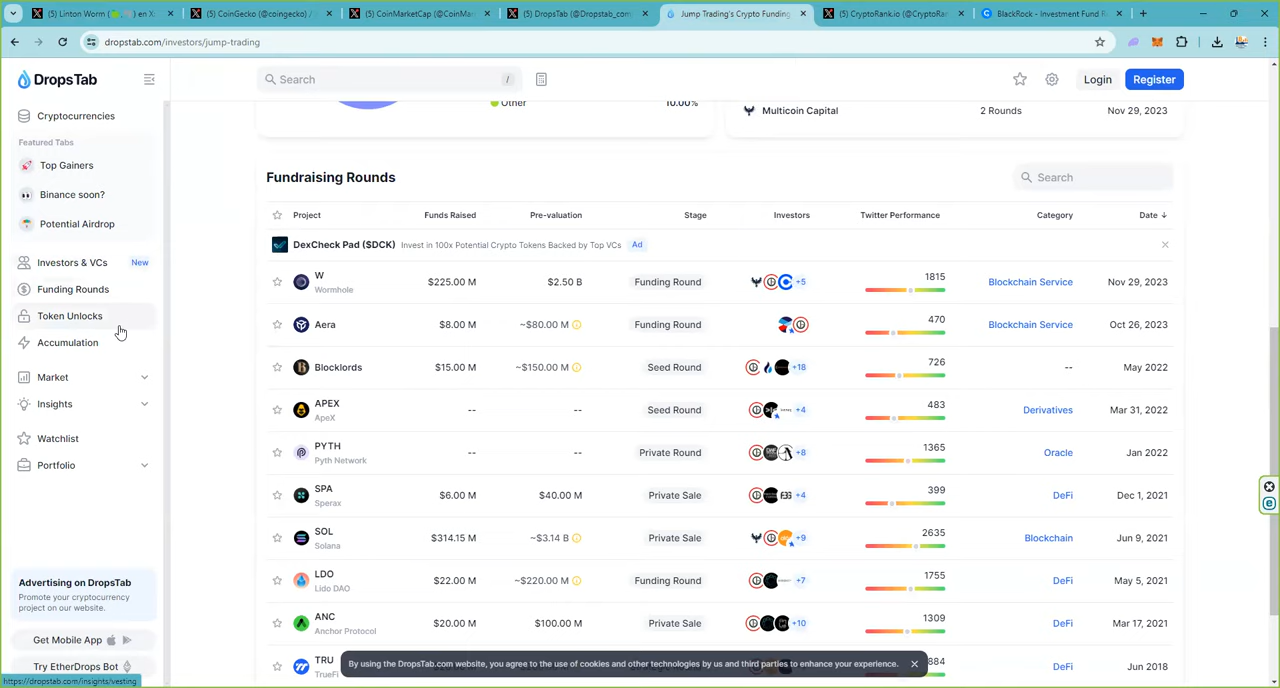 (5) Linton Worm (
) en X
(5) CoinGecko (@coingecko) /
(5) CoinMarketCap (@CoinMar
(5) DropsTab (@Dropstab_com
Jump Trading's Crypto Funding
(5) CryptoRank.io (@CryptoRan
BlackRock - Investment Fund P
dropstab.com/investors/jump-trading
DropsTab
Search
/
Login
Register
Cryptocurrencies
Featured Tabs
Top Gainers
Binance soon?
Potential Airdrop
Investors & VCs New
Funding Rounds
Token Unlocks
Accumulation
Market
Insights
Watchlist
Portfolio
Advertising on DropsTab
Promote your cryptocurrency
project on our website.
Get Mobile App
Try EtherDrops Bot
https://dropstab.com/insights/vesting
Other 10.00%
Multicoin Capital 2 Rounds Nov 29, 2023
Fundraising Rounds
Search
Project Funds Raised Pre-valuation Stage Investors Twitter Performance Category Date ↓
DexCheck Pad ($DCK) Invest in 100x Potential Crypto Tokens Backed by Top VCs Ad
W
Wormhole
$225.00 M $2.50 B Funding Round +5 1815 Blockchain Service Nov 29, 2023
Aera $8.00 M ~$80.00 M Funding Round 470 Blockchain Service Oct 26, 2023
Blocklords $15.00 M ~$150.00 M Seed Round +18 726 -- May 2022
APEX
ApeX
-- -- Seed Round +4 483 Derivatives Mar 31, 2022
PYTH
Pyth Network
-- -- Private Round +8 1365 Oracle Jan 2022
SPA
Sperax
$6.00 M $40.00 M Private Sale +4 399 DeFi Dec 1, 2021
SOL
Solana
$314.15 M ~$3.14 B Private Sale +9 2635 Blockchain Jun 9, 2021
LDO
Lido DAO
$22.00 M ~$220.00 M Funding Round +7 1755 DeFi May 5, 2021
ANC
Anchor Protocol
$20.00 M $100.00 M Private Sale +10 1309 DeFi Mar 17, 2021
TRU
TrueFi
884 DeFi Jun 2018
By using the DropsTab.com website, you agree to the use of cookies and other technologies by us and third parties to enhance your experience.